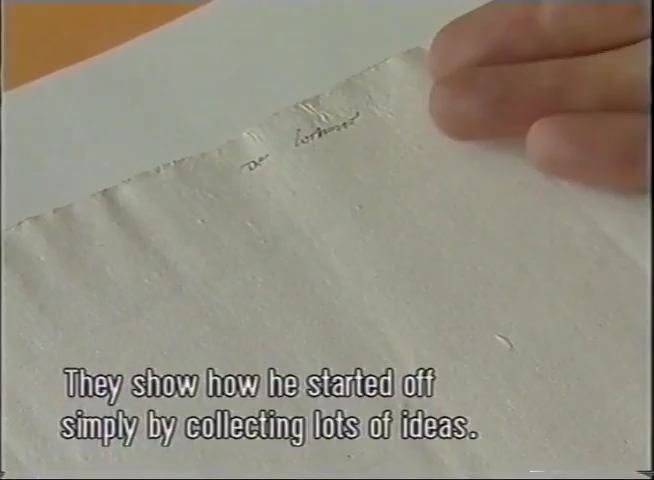 They show how he started off
simply by collecting lots of ideas.